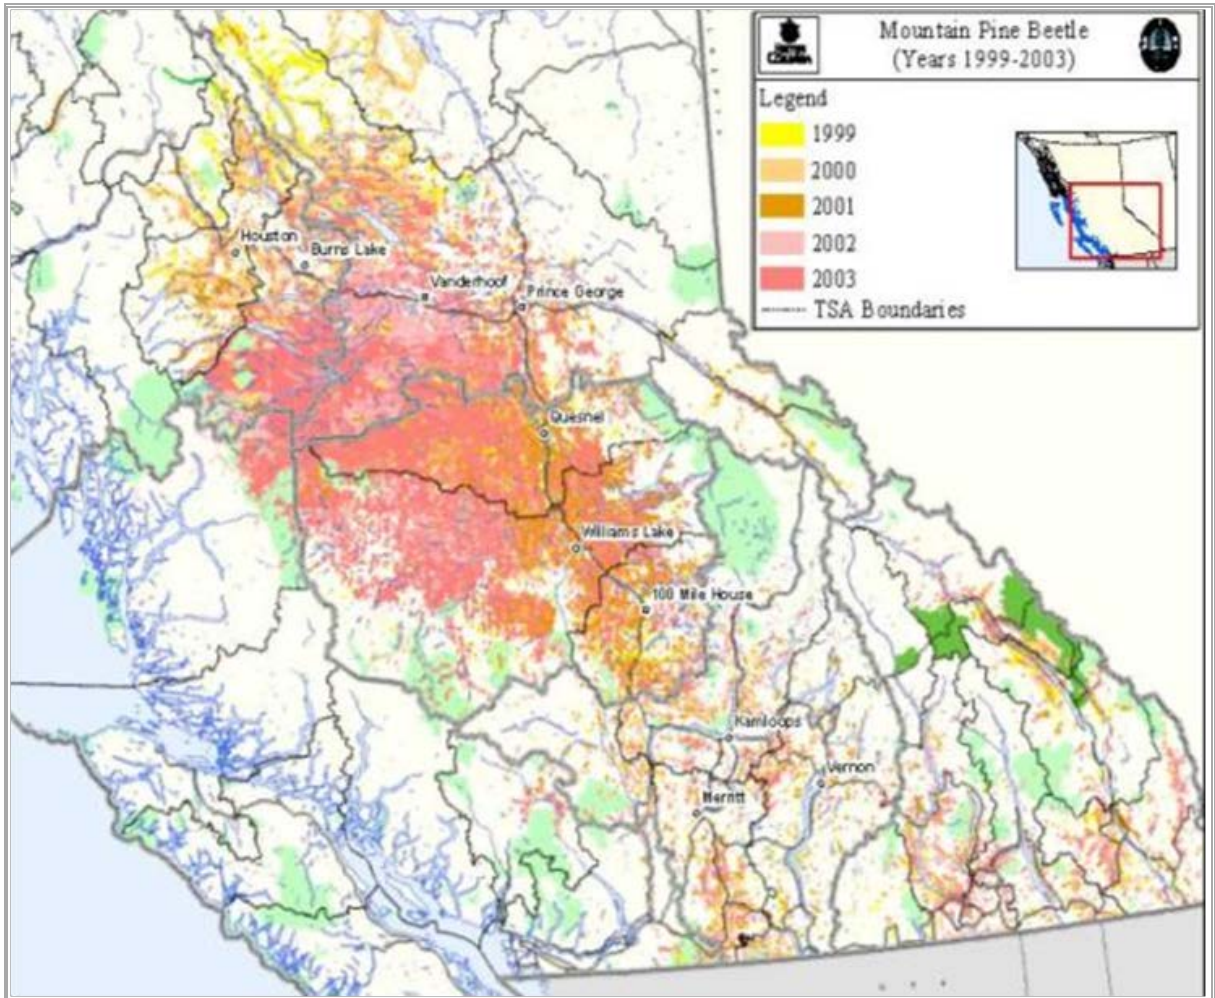 Mountain Pine Beetle
(Years 1999-2003)
Legend
1999
2000
2001
2002
2003
TSA Boundaries
Houston
Burns Lake
Vanderhoof
Prince George
Quesnel
Williams Lake
100 Mile House
Kamloops
Vernon
Merritt